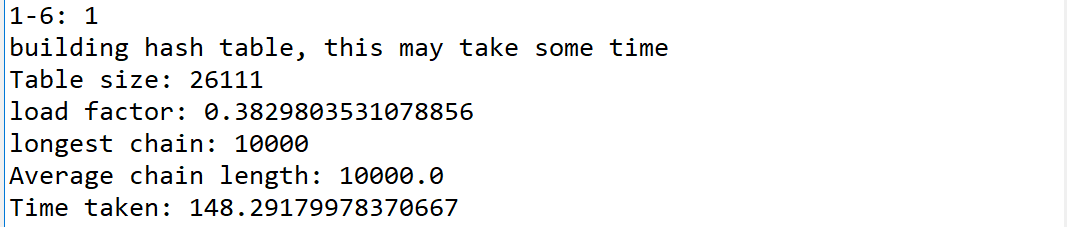 1-6: 1
building hash table, this may take some time
Table size: 26111
load factor: 0.3829803531078856
longest chain: 10000
Average chain length: 10000.0
Time taken: 148.29179978370667